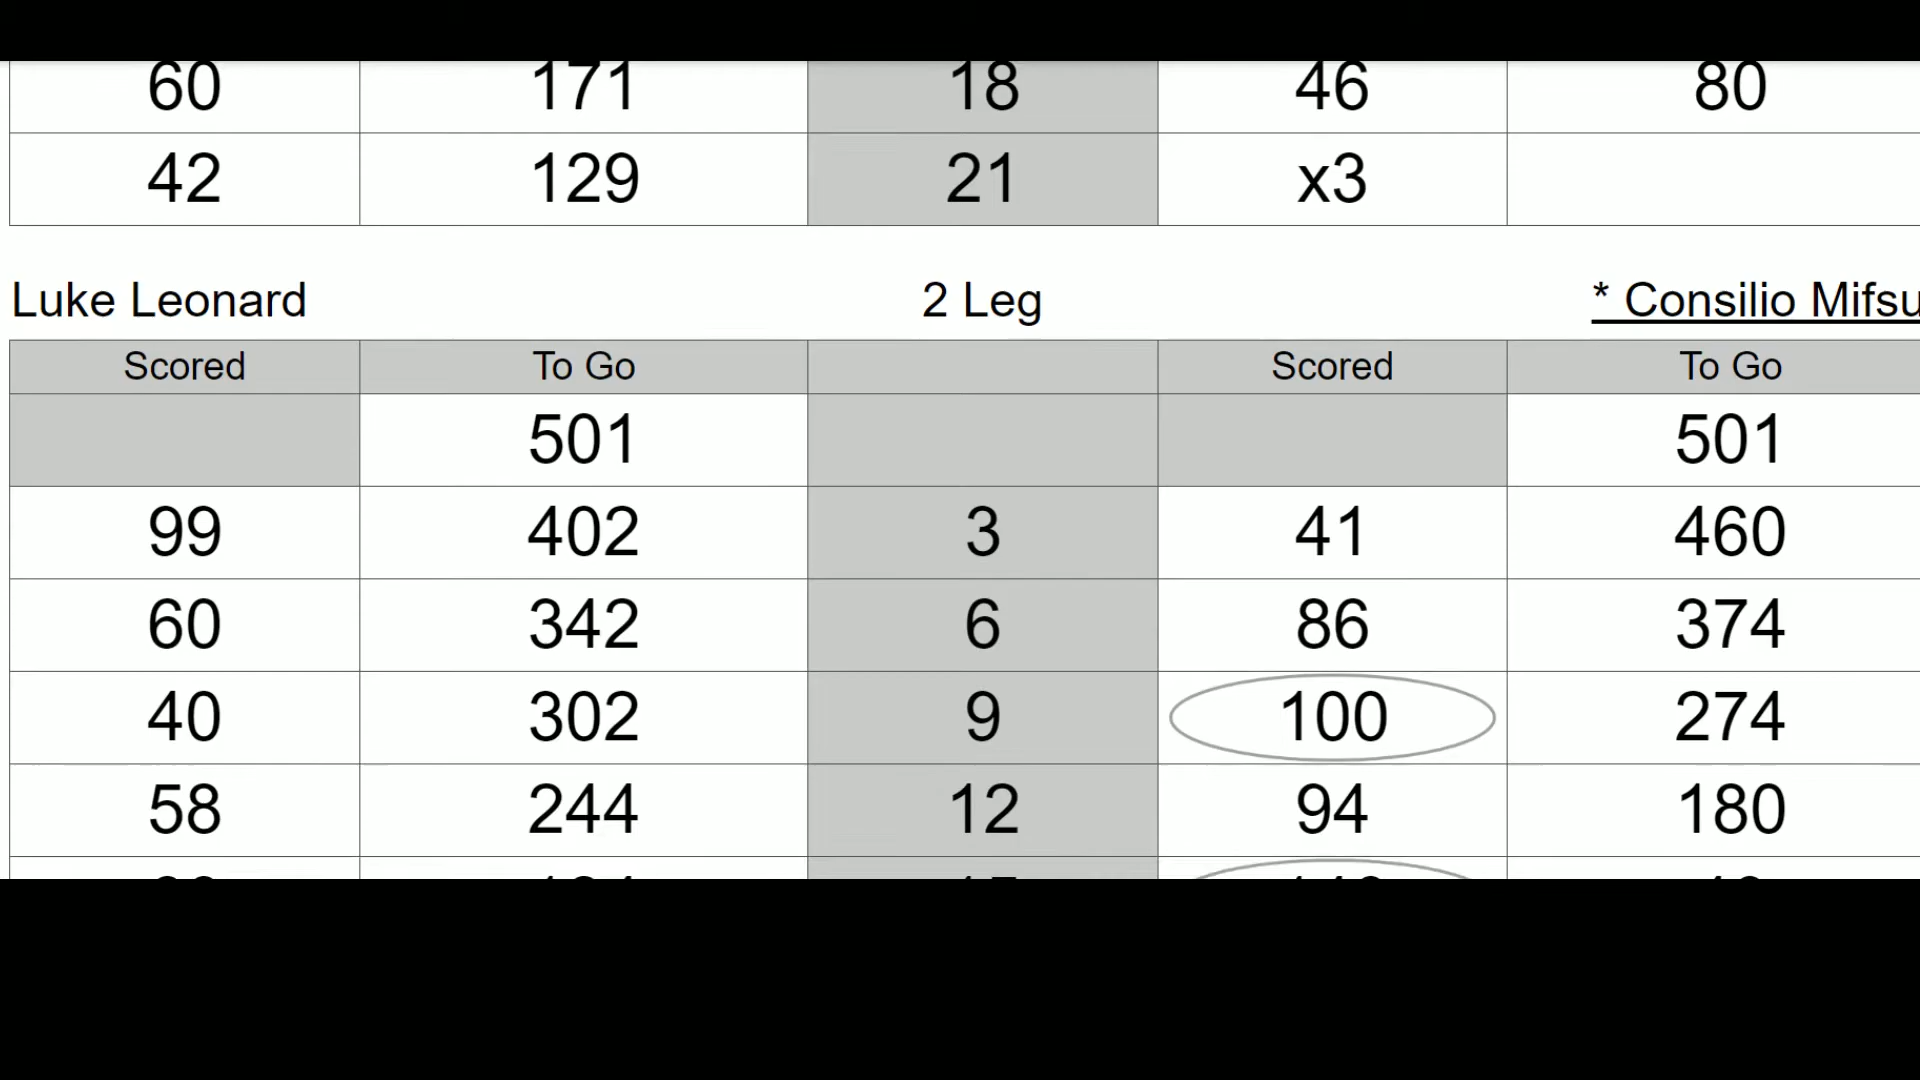 60 171 18 46 80
42 129 21 x3
Luke Leonard 2 Leg * Consilio Mifsu
Scored To Go Scored To Go
501 501
99 402 3 41 460
60 342 6 86 374
40 302 9 100 274
58 244 12 94 180